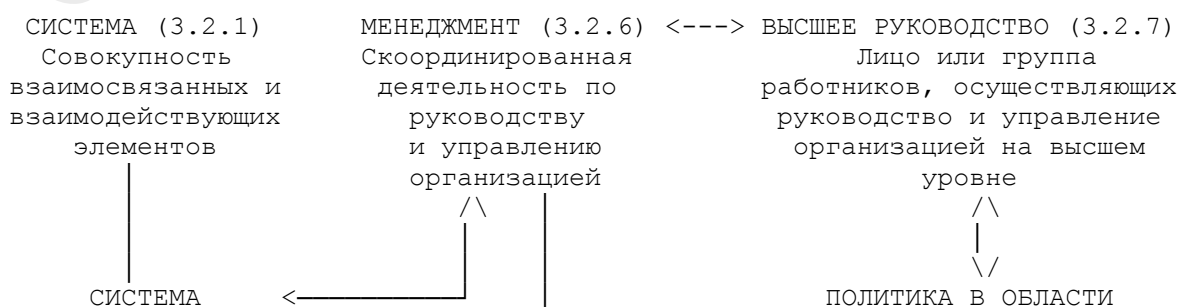 СИСТЕМА (3.2.1) МЕНЕДЖМЕНТ (3.2.6) <---> ВЫСШЕЕ РУКОВОДСТВО (3.2.7)
Совокупность Скоординированная Лицо или группа
взаимосвязанных и деятельность по работников, осуществляющих
взаимодействующих руководству руководство и управление
элементов и управлению организацией на высшем
организацией уровне
СИСТЕМА ПОЛИТИКА В ОБЛАСТИ